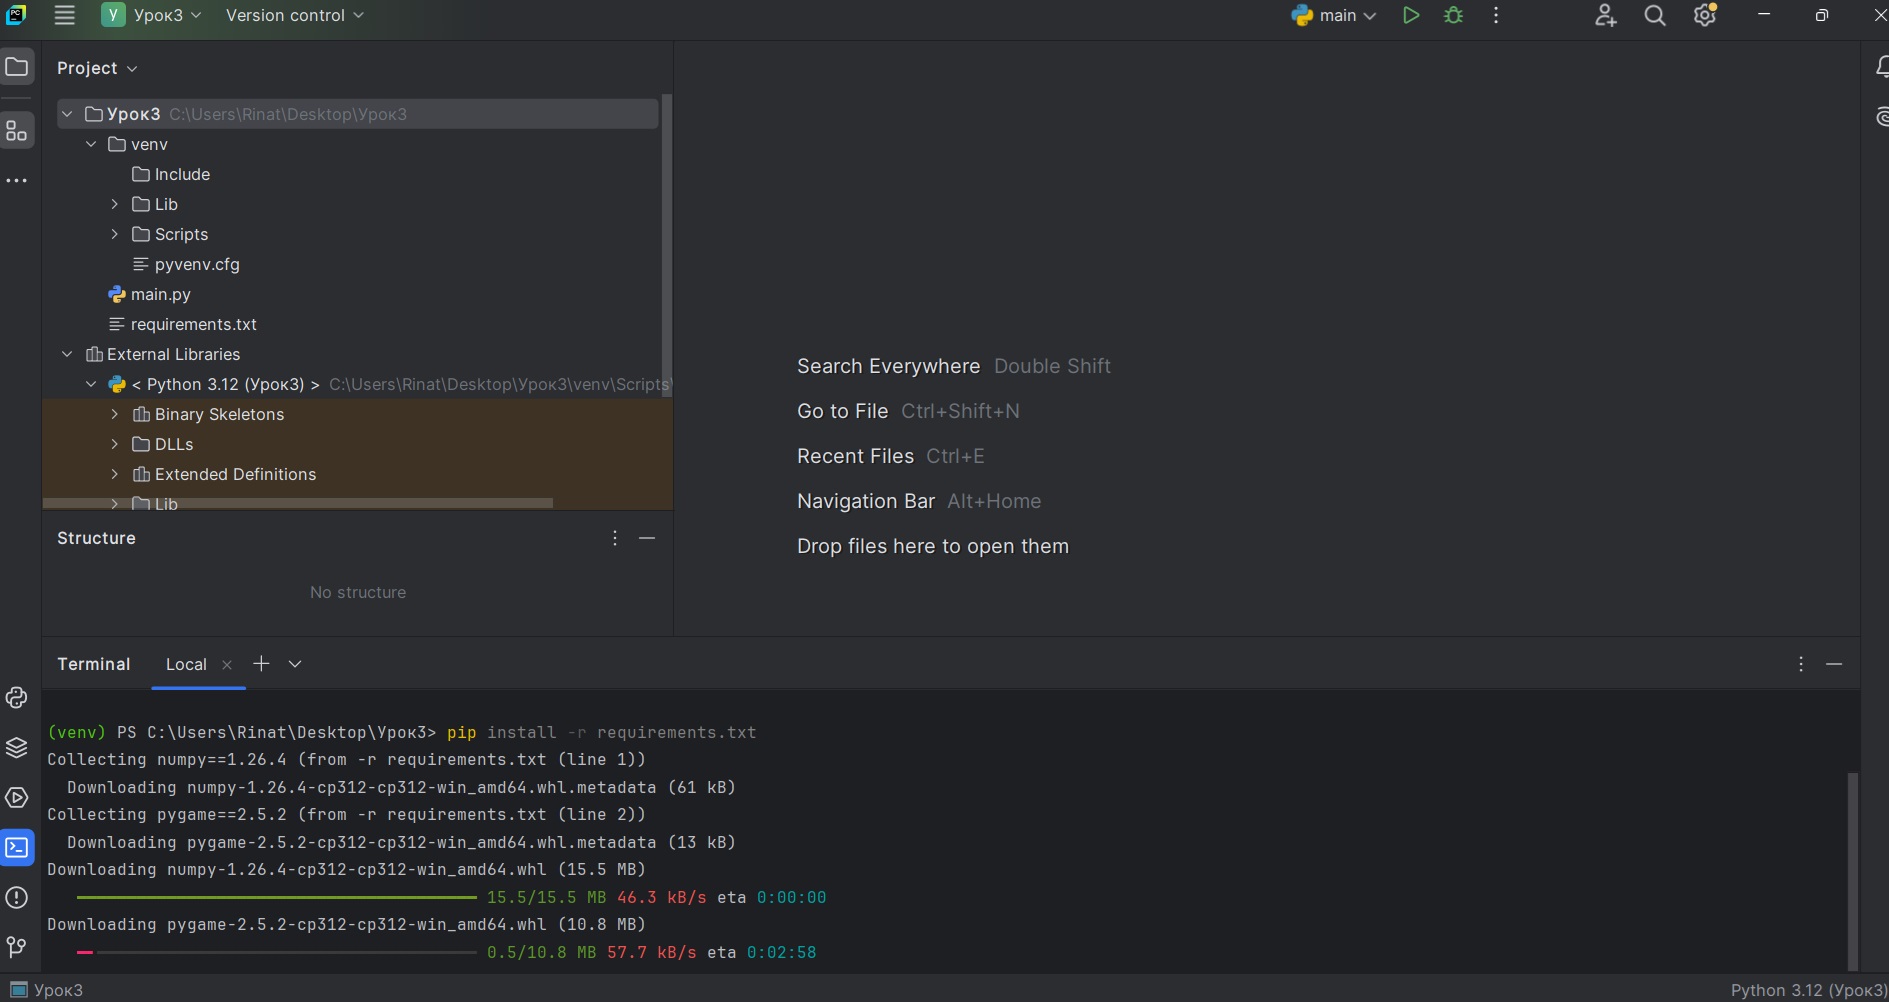 У Урок3 Version control main
Project
Урок3 C:\Users\Rinat\Desktop\Урок3
venv
Include
Lib
Scripts
pyvenv.cfg
main.py
requirements.txt
External Libraries
< Python 3.12 (Урок3) > C:\Users\Rinat\Desktop\Урок3\venv\Scripts\
Binary Skeletons
DLLs
Extended Definitions
Lib
Structure
No structure
Search Everywhere Double Shift
Go to File Ctrl+Shift+N
Recent Files Ctrl+E
Navigation Bar Alt+Home
Drop files here to open them
Terminal Local
(venv) PS C:\Users\Rinat\Desktop\Урок3> pip install -r requirements.txt
Collecting numpy==1.26.4 (from -r requirements.txt (line 1))
Downloading numpy-1.26.4-cp312-cp312-win_amd64.whl.metadata (61 kB)
Collecting pygame==2.5.2 (from -r requirements.txt (line 2))
Downloading pygame-2.5.2-cp312-cp312-win_amd64.whl.metadata (13 kB)
Downloading numpy-1.26.4-cp312-cp312-win_amd64.whl (15.5 MB)
15.5/15.5 MB 46.3 kB/s eta 0:00:00
Downloading pygame-2.5.2-cp312-cp312-win_amd64.whl (10.8 MB)
0.5/10.8 MB 57.7 kB/s eta 0:02:58
Урок3 Python 3.12 (Урок3)